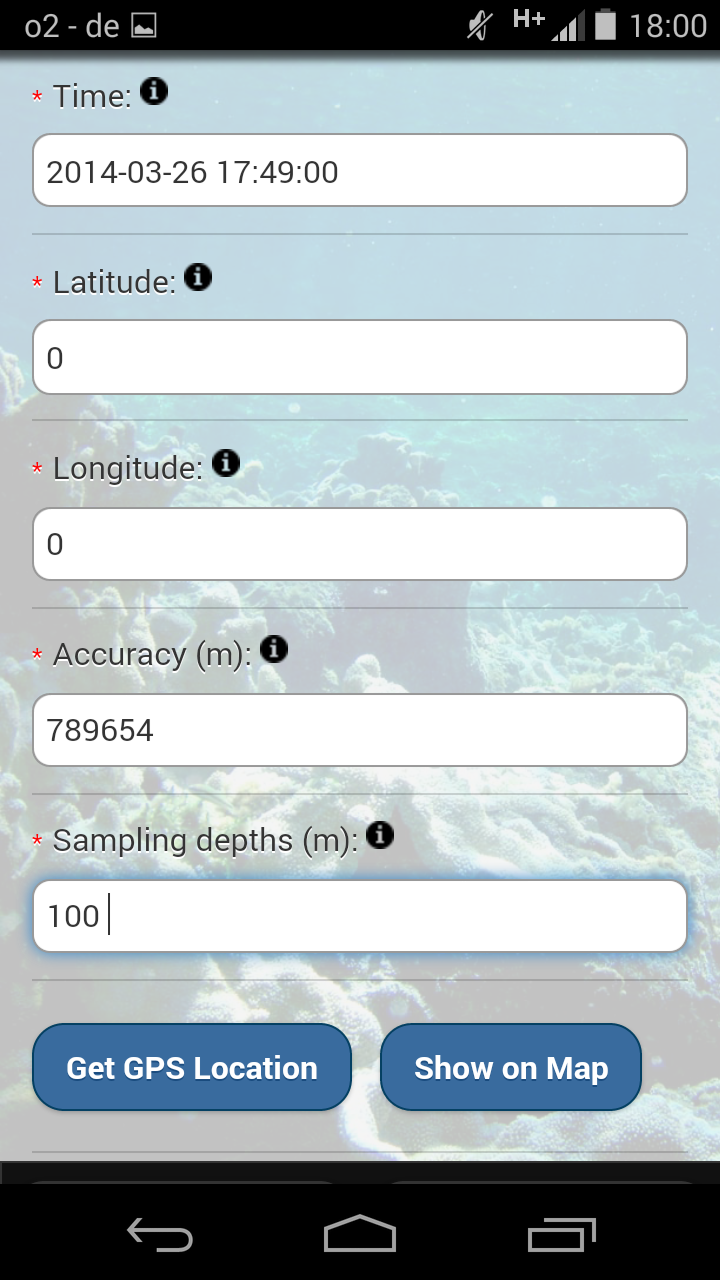 o2 - de H+ 18:00
* Time:
2014-03-26 17:49:00
* Latitude:
0
* Longitude:
0
* Accuracy (m):
789654
* Sampling depths (m):
100
Get GPS Location Show on Map